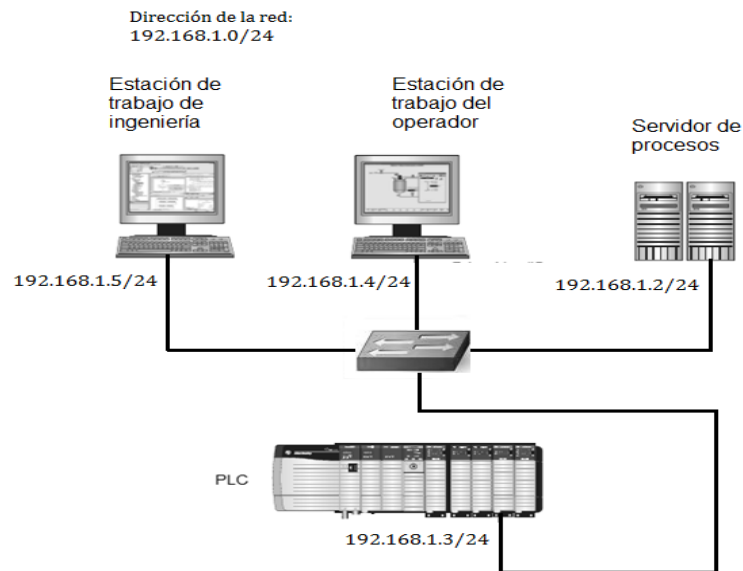 Dirección de la red:
192.168.1.0/24
Estación de
trabajo de
ingeniería
Estación de
trabajo del
operador
Servidor de
procesos
192.168.1.5/24
192.168.1.4/24
192.168.1.2/24
PLC
192.168.1.3/24